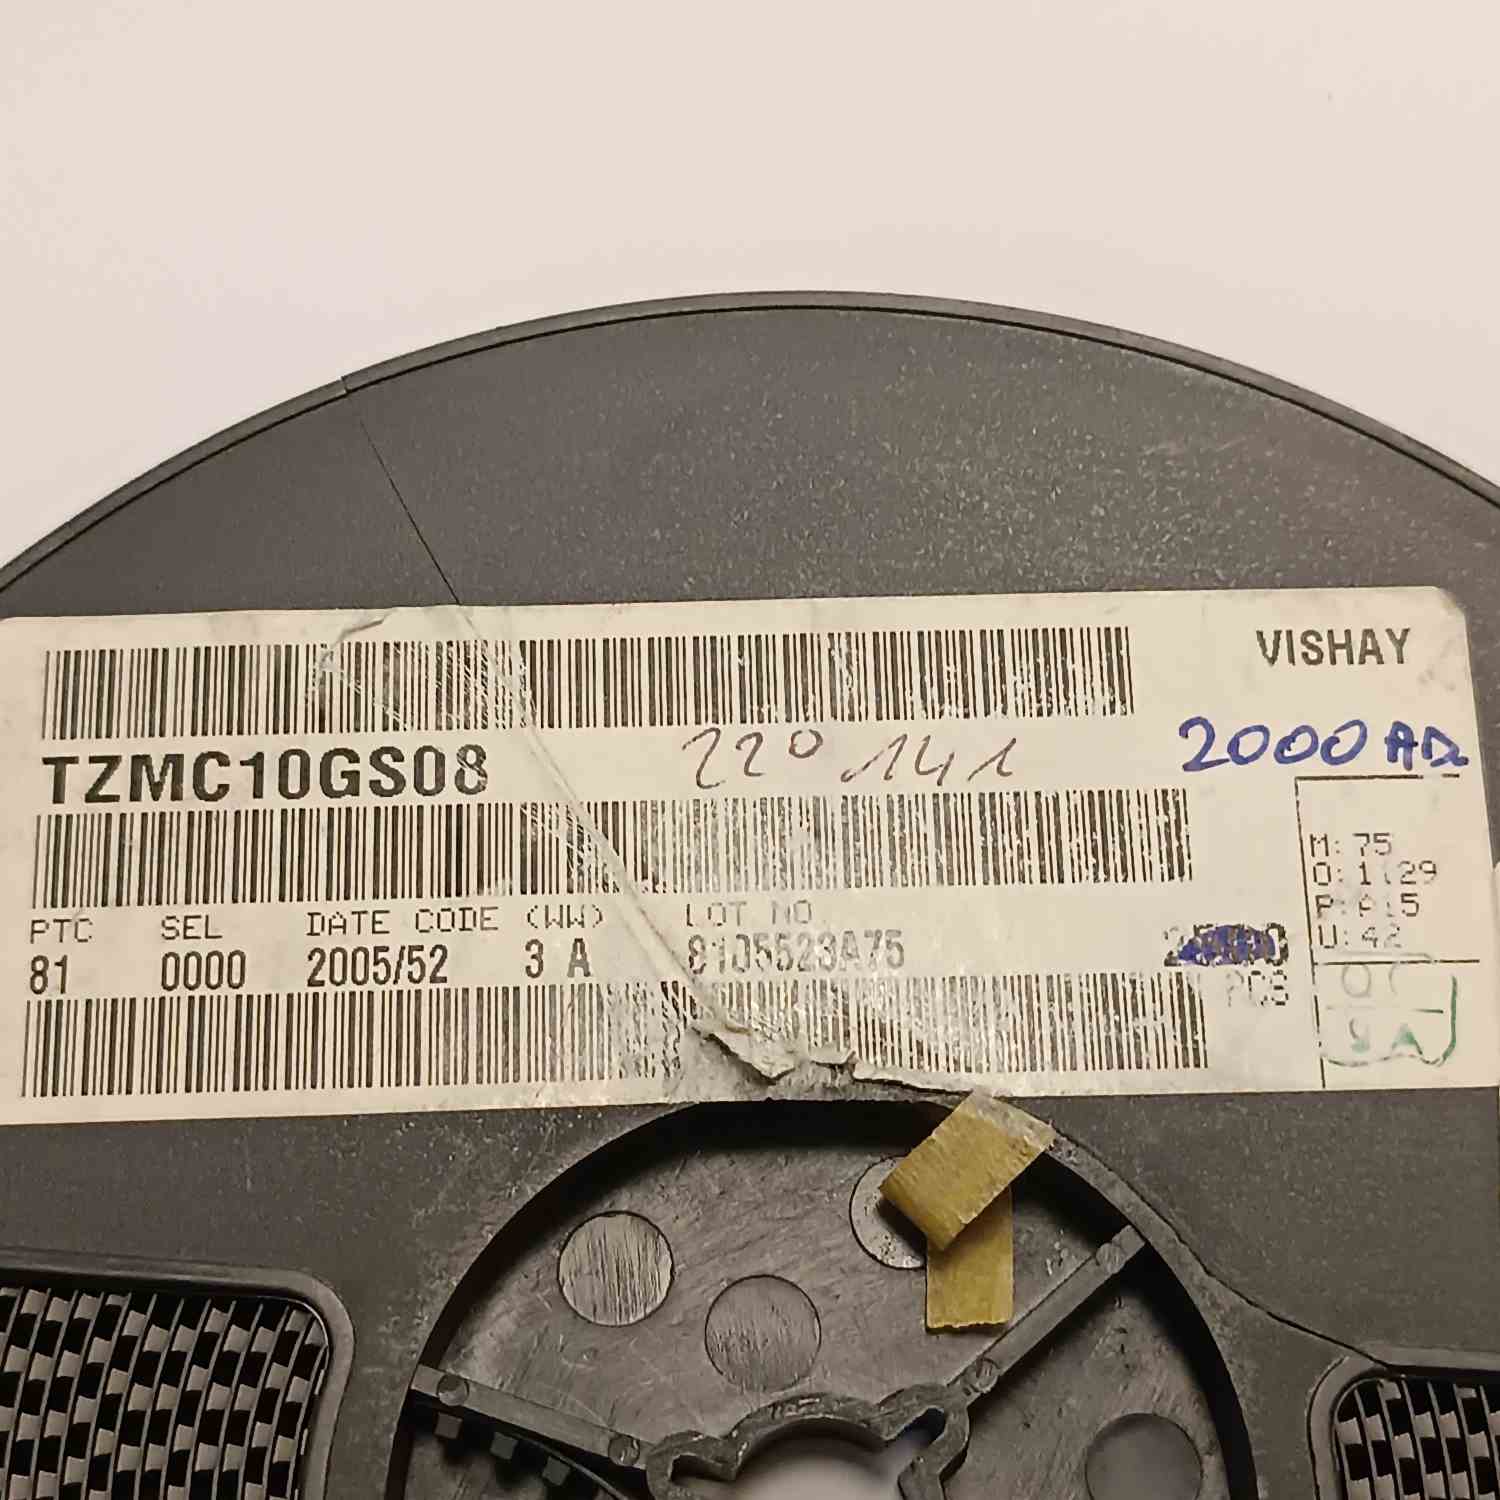 VISHAY
TZMC10GS08
220 141
2000
M: 75
PTC SEL DATE CODE (WW) LOT NO.
81 0000 2005/52 3 A 8105523A75
U: 42
PCS